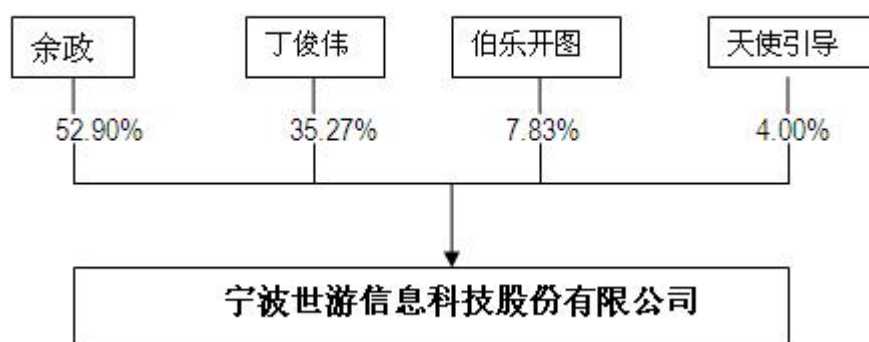 余政 丁俊伟 伯乐开图 天使引导
52.90% 35.27% 7.83% 4.00%
宁波世游信息科技股份有限公司